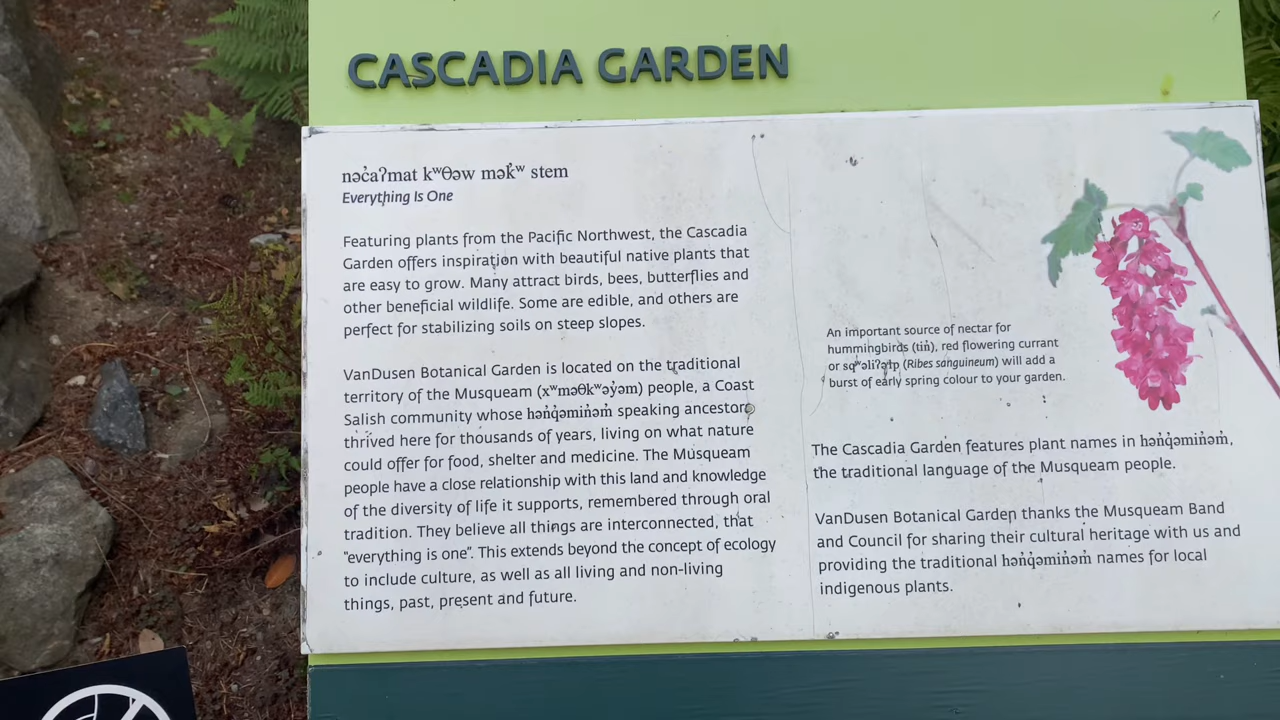 CASCADIA GARDEN
nəc̓aʔmat kʷθəw mək̓ʷ stem
Everything Is One
Featuring plants from the Pacific Northwest, the Cascadia
Garden offers inspiration with beautiful native plants that
are easy to grow. Many attract birds, bees, butterflies and
other beneficial wildlife. Some are edible, and others are
perfect for stabilizing soils on steep slopes.
VanDusen Botanical Garden is located on the traditional
territory of the Musqueam (xʷməθkʷəy̓əm) people, a Coast
Salish community whose hən̓q̓əmin̓əm̓ speaking ancestors
thrived here for thousands of years, living on what nature
could offer for food, shelter and medicine. The Musqueam
people have a close relationship with this land and knowledge
of the diversity of life it supports, remembered through oral
tradition. They believe all things are interconnected, that
"everything is one". This extends beyond the concept of ecology
to include culture, as well as all living and non-living
things, past, present and future.
An important source of nectar for
hummingbirds (tin̓), red flowering currant
or (Ribes sanguineum) will add a
burst of early spring colour to your garden.
The Cascadia Garden features plant names in hən̓q̓əmin̓əm̓,
the traditional language of the Musqueam people.
VanDusen Botanical Garden thanks the Musqueam Band
and Council for sharing their cultural heritage with us and
providing the traditional hən̓q̓əmin̓əm̓ names for local
indigenous plants.